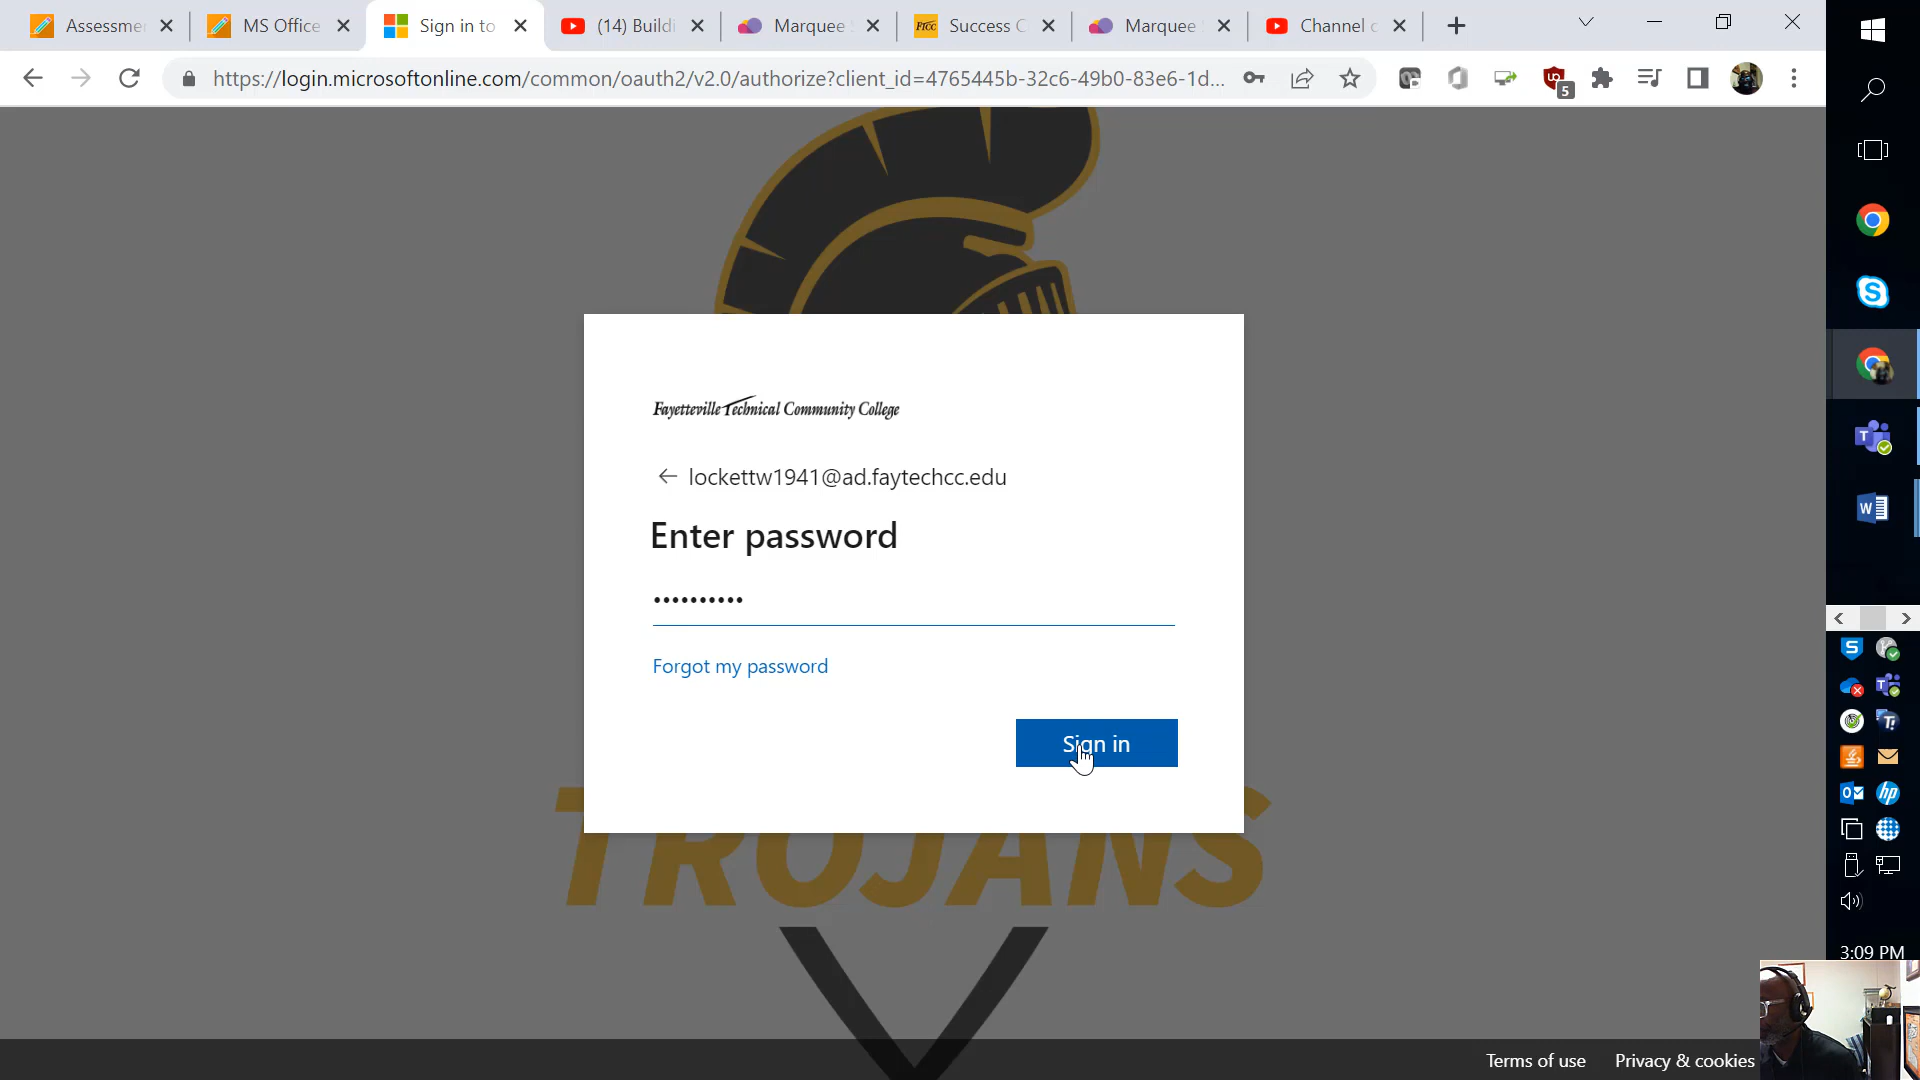 Assessmer
MS Office
Sign in to
(14) Buildi
Marquee
Success C
Marquee
Channel c
https://login.microsoftonline.com/common/oauth2/v2.0/authorize?client_id=4765445b-32c6-49b0-83e6-1d...
5
Fayetteville Technical Community College
lockettw1941@ad.faytechcc.edu
Enter password
••••••••••
Forgot my password
Sign in
TROJANS
Terms of use
Privacy & cookies
3:09 PM